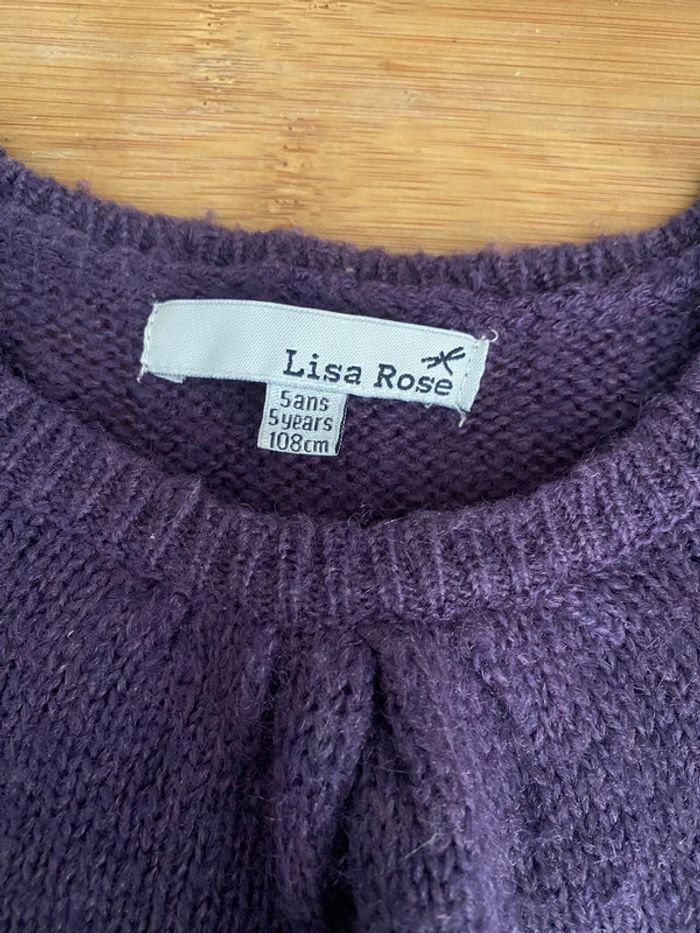 Lisa Rose
5ans
5years
108cm